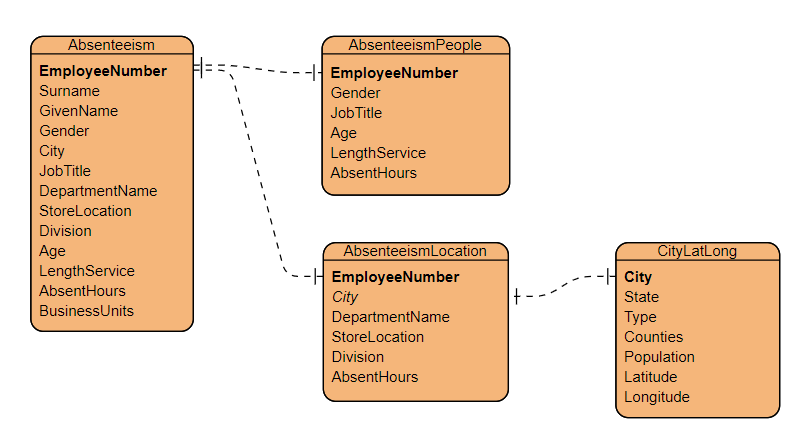 Absenteeism
EmployeeNumber
Surname
GivenName
Gender
City
JobTitle
DepartmentName
StoreLocation
Division
Age
LengthService
AbsentHours
BusinessUnits
AbsenteeismPeople
EmployeeNumber
Gender
JobTitle
Age
LengthService
AbsentHours
AbsenteeismLocation
EmployeeNumber
City
DepartmentName
StoreLocation
Division
AbsentHours
CityLatLong
City
State
Type
Counties
Population
Latitude
Longitude